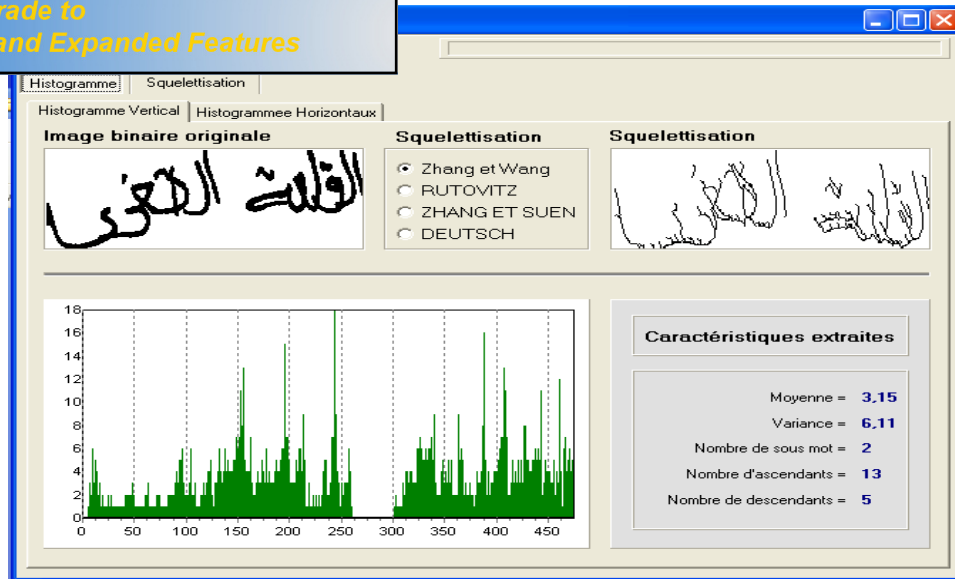 rade to
and Expanded Features
Histogramme Squelettisation
Histogramme Vertical Histogrammee Horizontaux
Image binaire originale
القلعة الصغرى
Squelettisation
Zhang et Wang
RUTOVITZ
ZHANG ET SUEN
DEUTSCH
Squelettisation
18
16
14
12
10
8
6
4
2
0
0 50 100 150 200 250 300 350 400 450
Caractéristiques extraites
Moyenne = 3,15
Variance = 6,11
Nombre de sous mot = 2
Nombre d'ascendants = 13
Nombre de descendants = 5